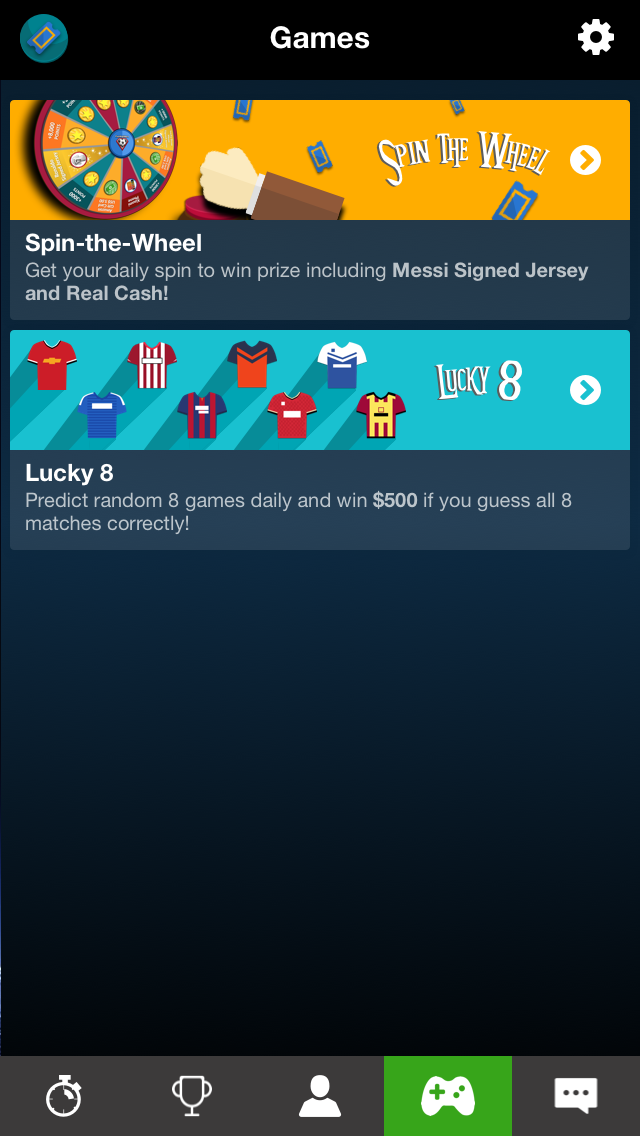 Games
SPIN THE WHEEL
Spin-the-Wheel
Get your daily spin to win prize including Messi Signed Jersey
and Real Cash!
LUCKY 8
Lucky 8
Predict random 8 games daily and win $500 if you guess all 8
matches correctly!